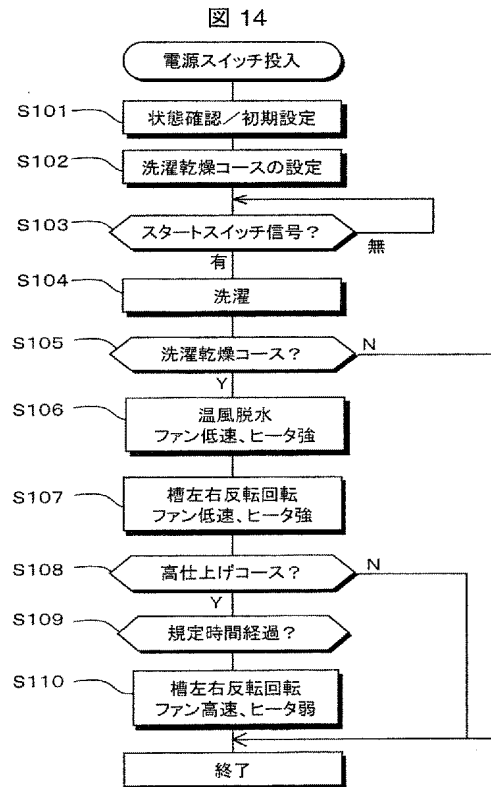 図 14
電源スイッチ投入
S101
状態確認／初期設定
S102
洗濯乾燥コースの設定
S103
スタートスイッチ信号？
無
有
S104
洗濯
S105
洗濯乾燥コース？
N
Y
S106
温風脱水
ファン低速、ヒータ強
S107
槽左右反転回転
ファン低速、ヒータ強
S108
高仕上げコース？
N
Y
S109
規定時間経過？
S110
槽左右反転回転
ファン高速、ヒータ弱
終了